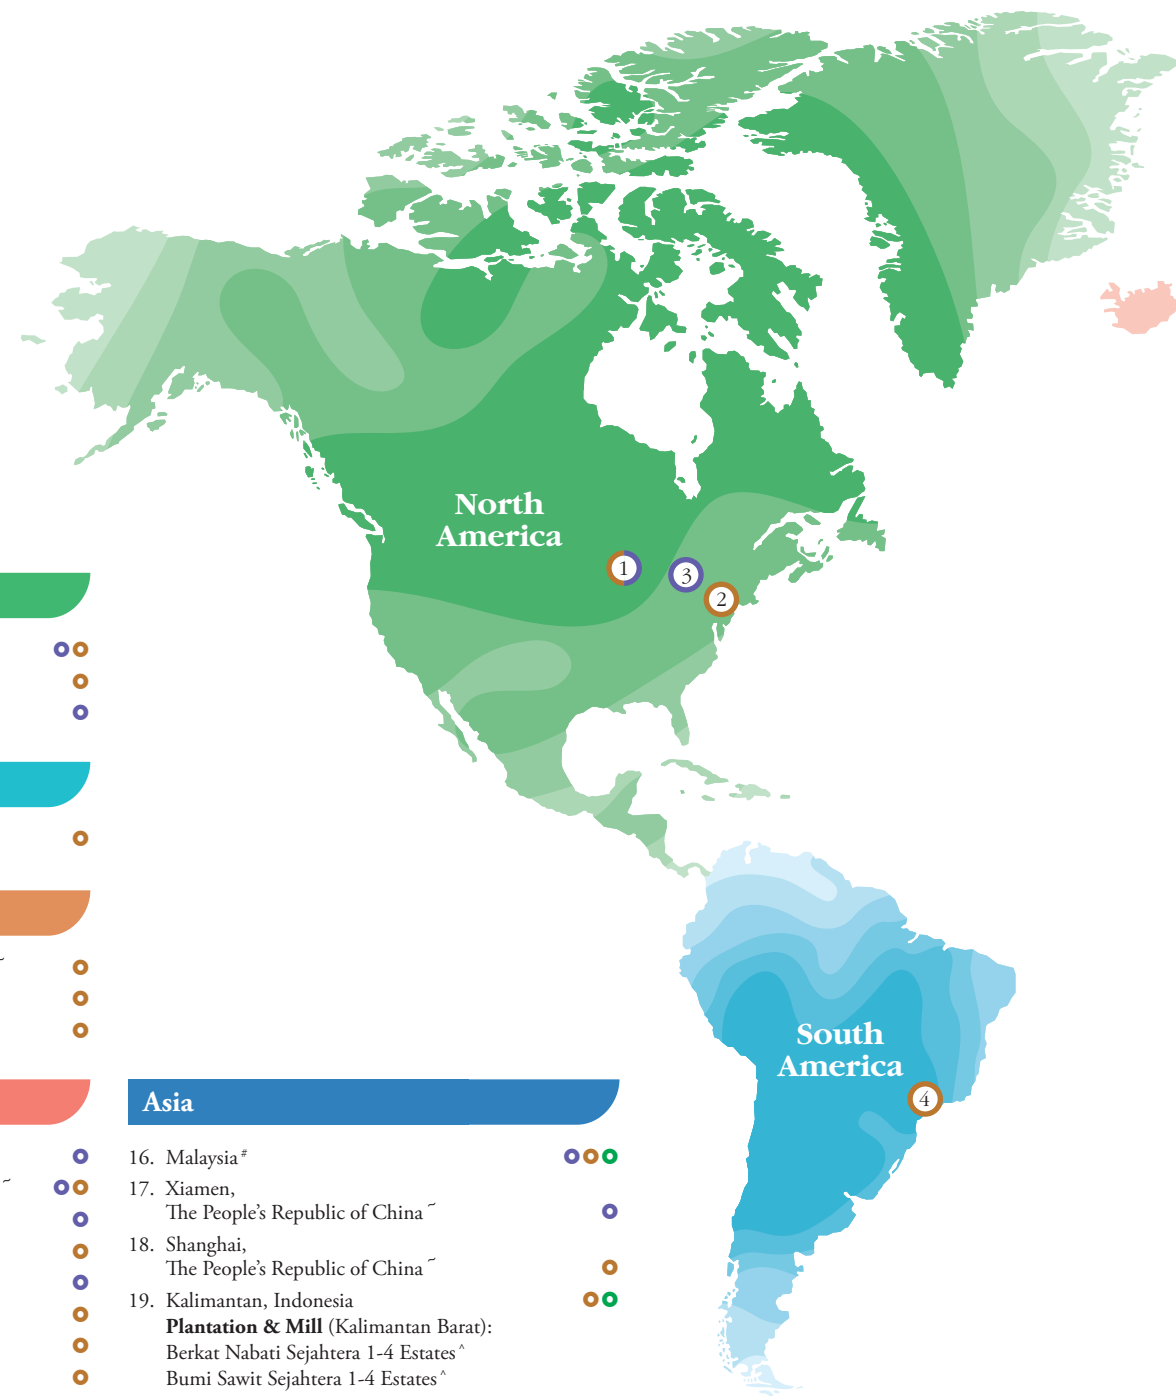 North
America
1
3
2
South
America
4
Asia
16. Malaysia#
17. Xiamen,
The People's Republic of China~
18. Shanghai,
The People's Republic of China~
19. Kalimantan, Indonesia
Plantation & Mill (Kalimantan Barat):
Berkat Nabati Sejahtera 1-4 Estates^
Bumi Sawit Sejahtera 1-4 Estates^
~
~